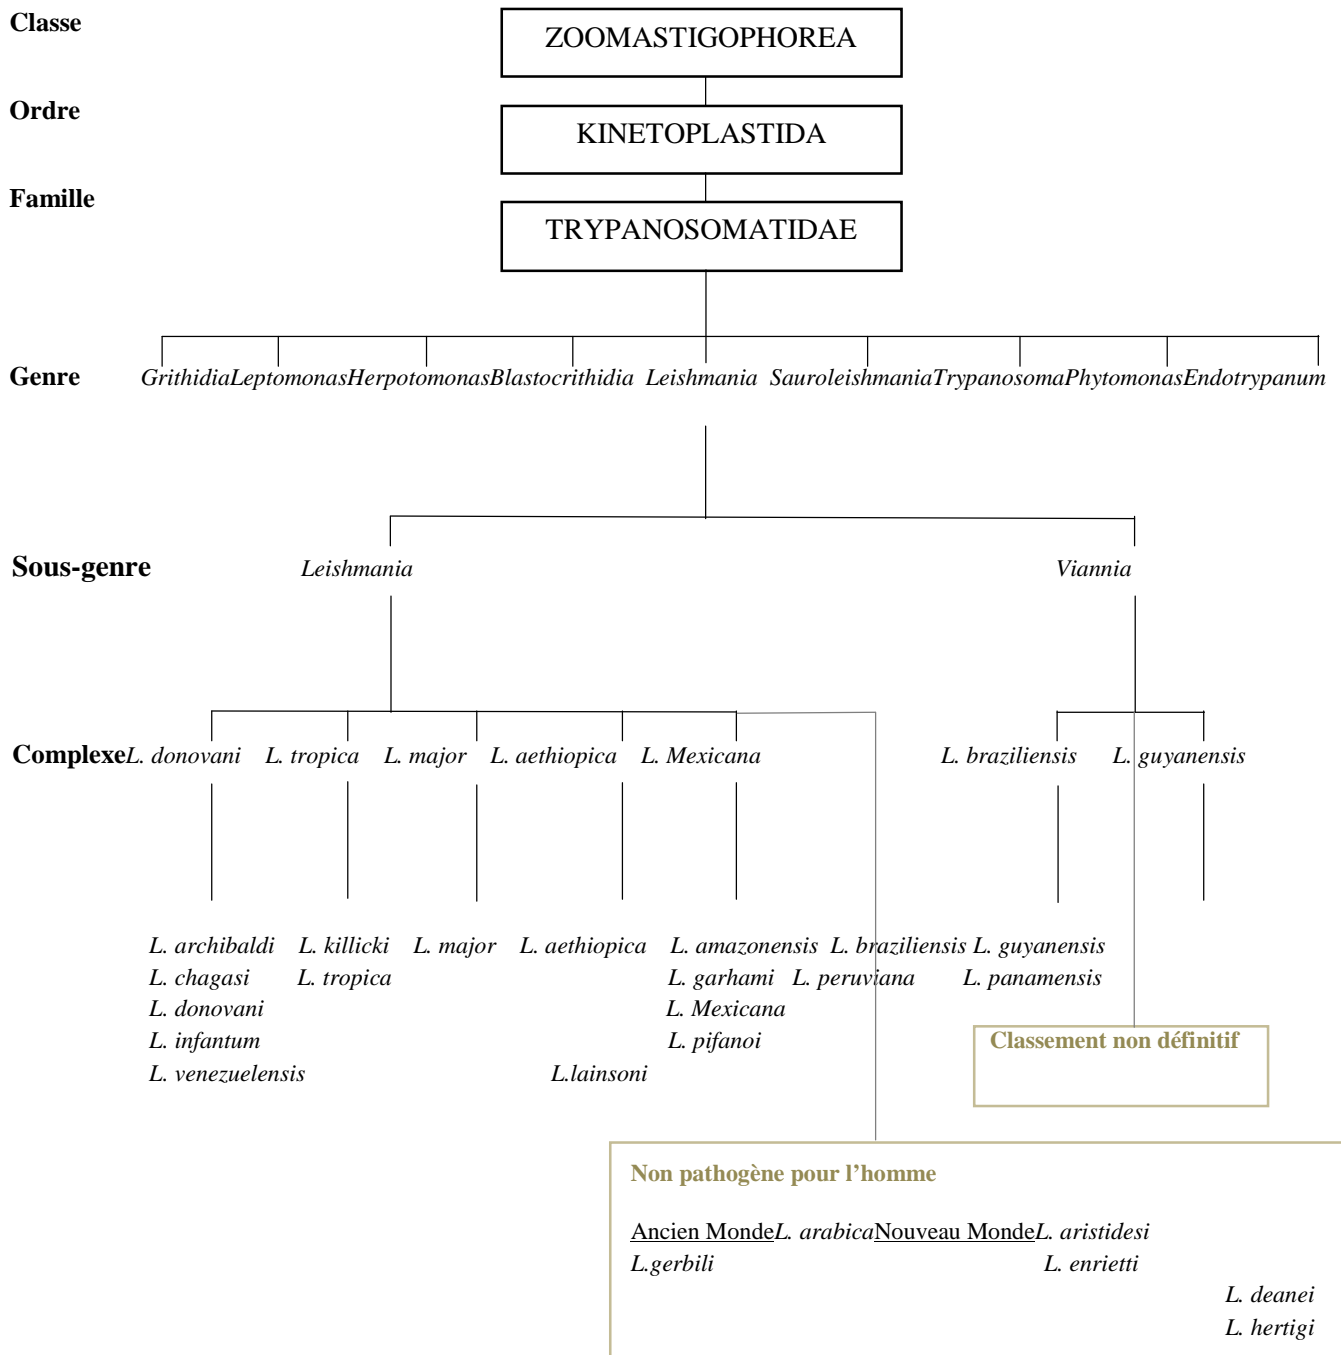 Classe
ZOOMASTIGOPHOREA
Ordre
KINETOPLASTIDA
Famille
TRYPANOSOMATIDAE
Genre GrithidiaLeptomonasHerpotomonasBlastocrithidia Leishmania SauroleishmaniaTrypanosomaPhytomonasEndotrypanum
Sous-genre Leishmania Viannia
ComplexeL. donovani L. tropica L. major L. aethiopica L. Mexicana L. braziliensis L. guyanensis
L. archibaldi L. killicki L. major L. aethiopica L. amazonensis L. braziliensis L. guyanensis
L. chagasi L. tropica L. garhami L. peruviana L. panamensis
L. donovani L. Mexicana
L. infantum L. pifanoi Classement non définitif
L. venezuelensis L.lainsoni
Non pathogène pour l’homme
Ancien MondeL. arabicaNouveau MondeL. aristidesi
L.gerbili L. enrietti
L. deanei
L. hertigi